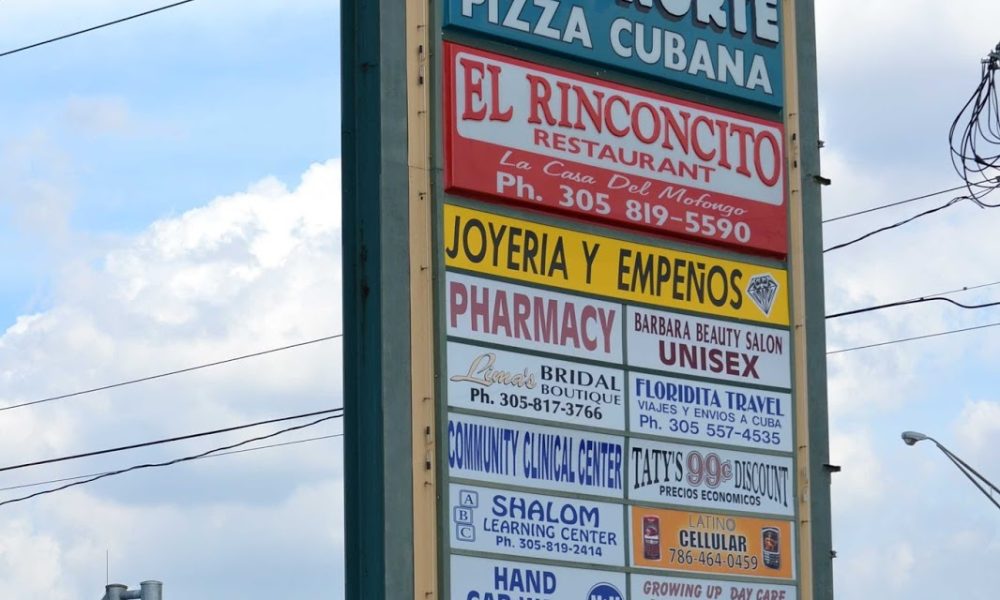 NORTE
PIZZA CUBANA
EL RINCONCITO
RESTAURANT
La Casa Del Mofongo
Ph. 305 819-5590
JOYERIA Y EMPEÑOS
PHARMACY
BARBARA BEAUTY SALON
UNISEX
Lima's BRIDAL
BOUTIQUE
Ph. 305-817-3766
FLORIDITA TRAVEL
VIAJES Y ENVIOS A CUBA
Ph. 305 557-4535
COMMUNITY CLINICAL CENTER
TATY'S 99¢ DISCOUNT
PRECIOS ECONOMICOS
A
B
C
SHALOM
LEARNING CENTER
Ph. 305-819-2414
LATINO
CELLULAR
786-464-0459
HAND
CAR
GROWING UP DAY CARE